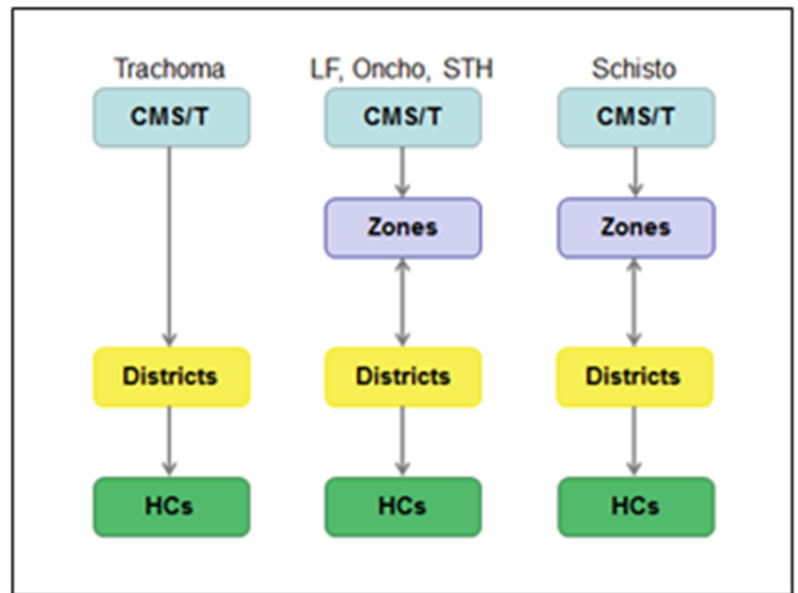 Trachoma
LF, Oncho, STH
Schisto
CMS/T
CMS/T
CMS/T
Zones
Zones
Districts
Districts
Districts
HCs
HCs
HCs